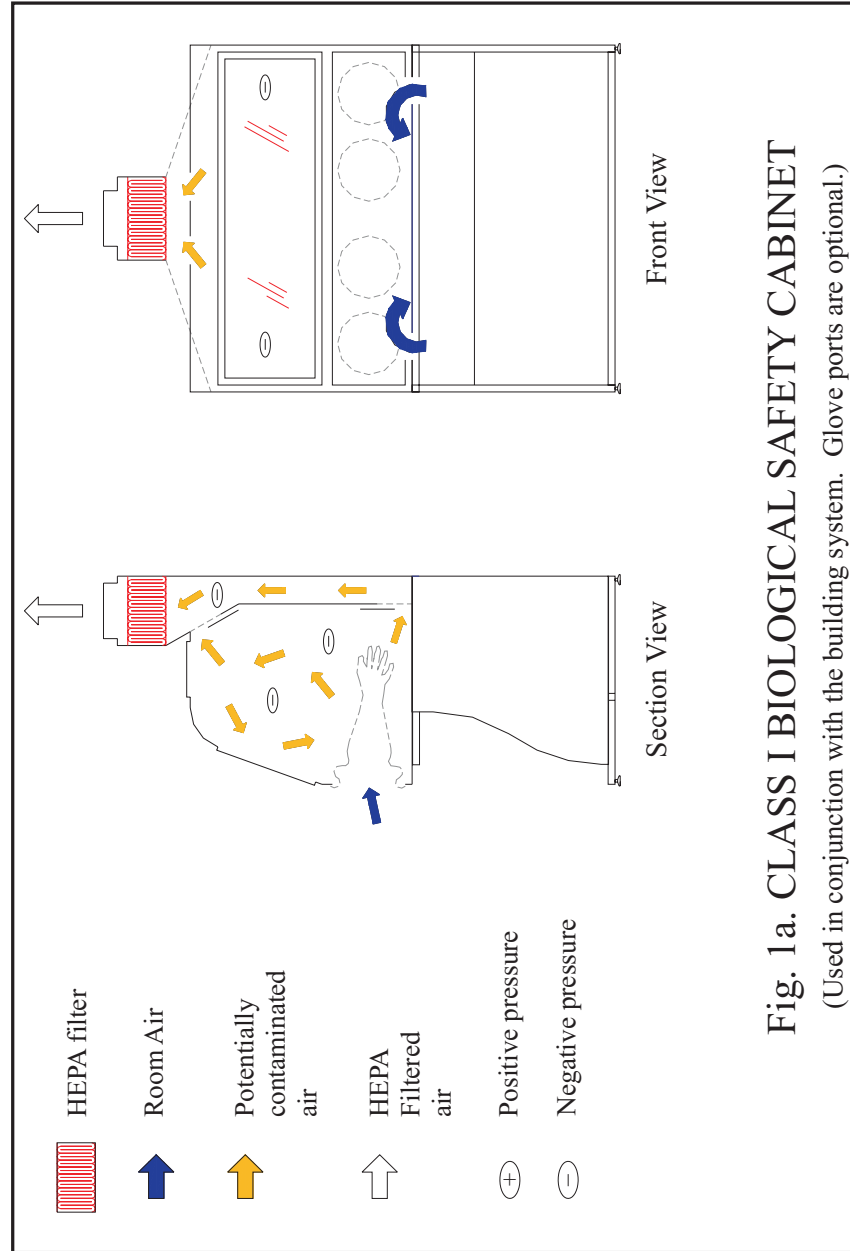 HEPA filter
Room Air
Potentially
contaminated
air
HEPA
Filtered
air
+ Positive pressure
- Negative pressure
Section View
Front View
Fig. 1a. CLASS I BIOLOGICAL SAFETY CABINET
(Used in conjunction with the building system. Glove ports are optional.)